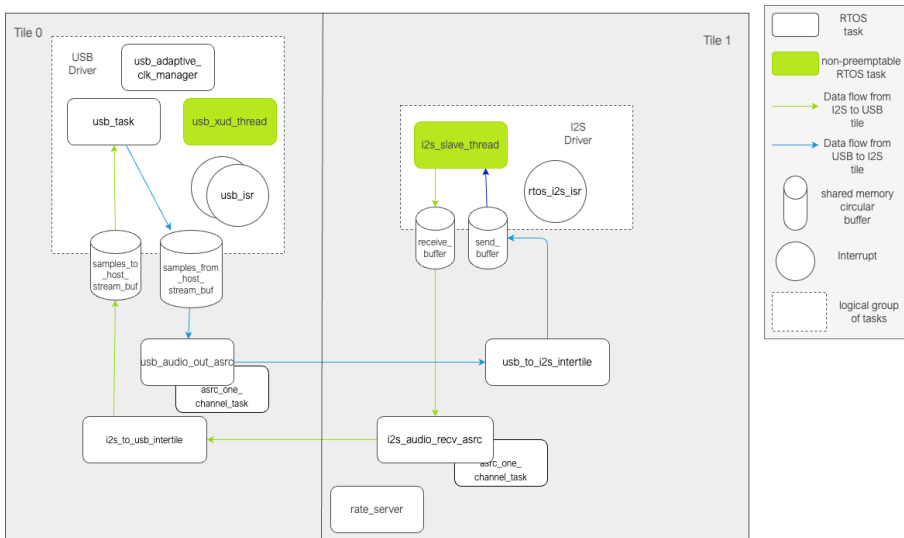 Tile 0
USB
Driver
usb_adaptive_
clk_manager
usb_task
usb_xud_thread
usb_isr
samples_to
_host_
stream_buf
samples_from
_host_
stream_buf
usb_audio_out_asrc
asrc_one_
channel_task
i2s_to_usb_intertile
Tile 1
I2S
Driver
i2s_slave_thread
rtos_i2s_isr
receive_
buffer
send_
buffer
usb_to_i2s_intertile
i2s_audio_recv_asrc
asrc_one_
channel_task
rate_server
RTOS
task
non-preemptable
RTOS task
Data flow from
I2S to USB
tile
Data flow from
USB to I2S
tile
shared memory
circular
buffer
Interrupt
logical group
of tasks